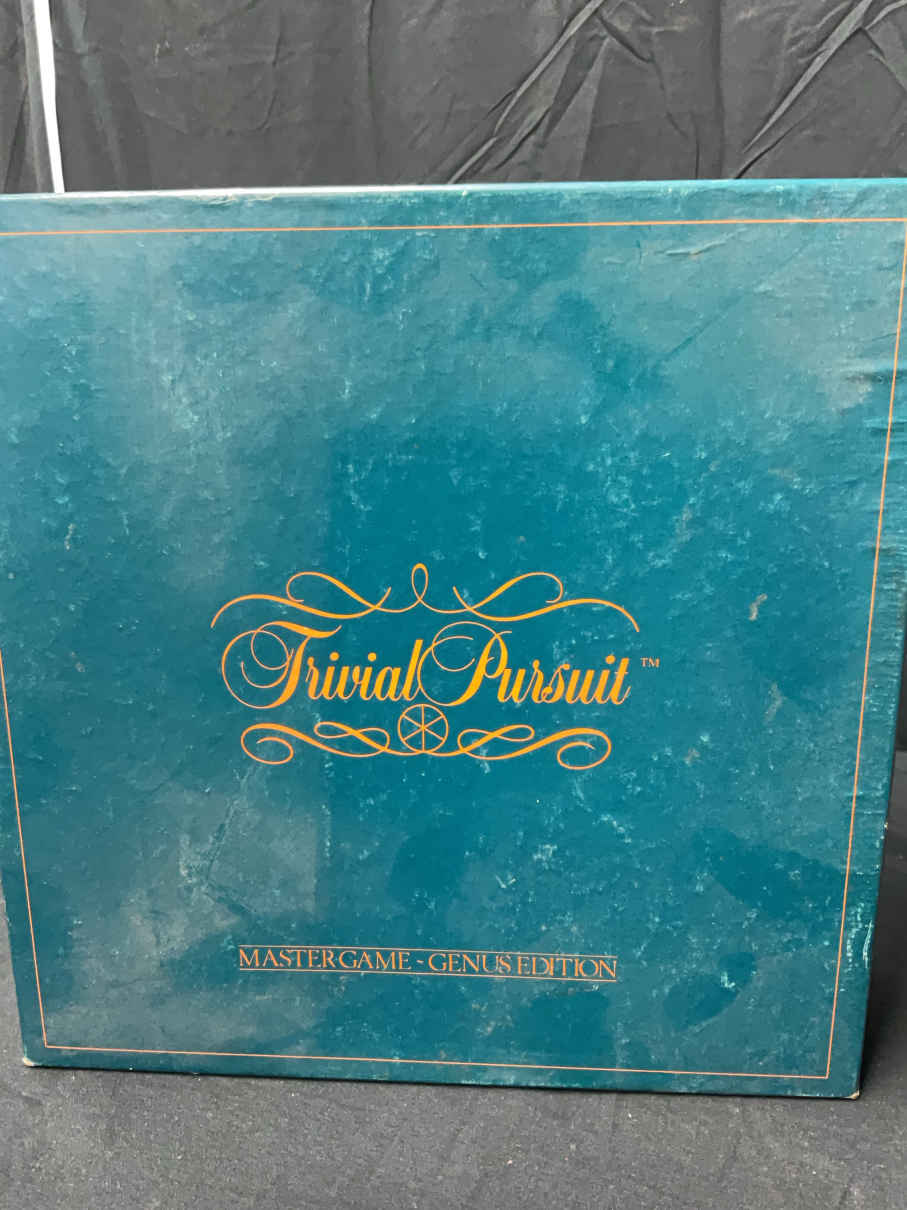 Trivial Pursuit™
MASTER GAME - GENUS EDITION